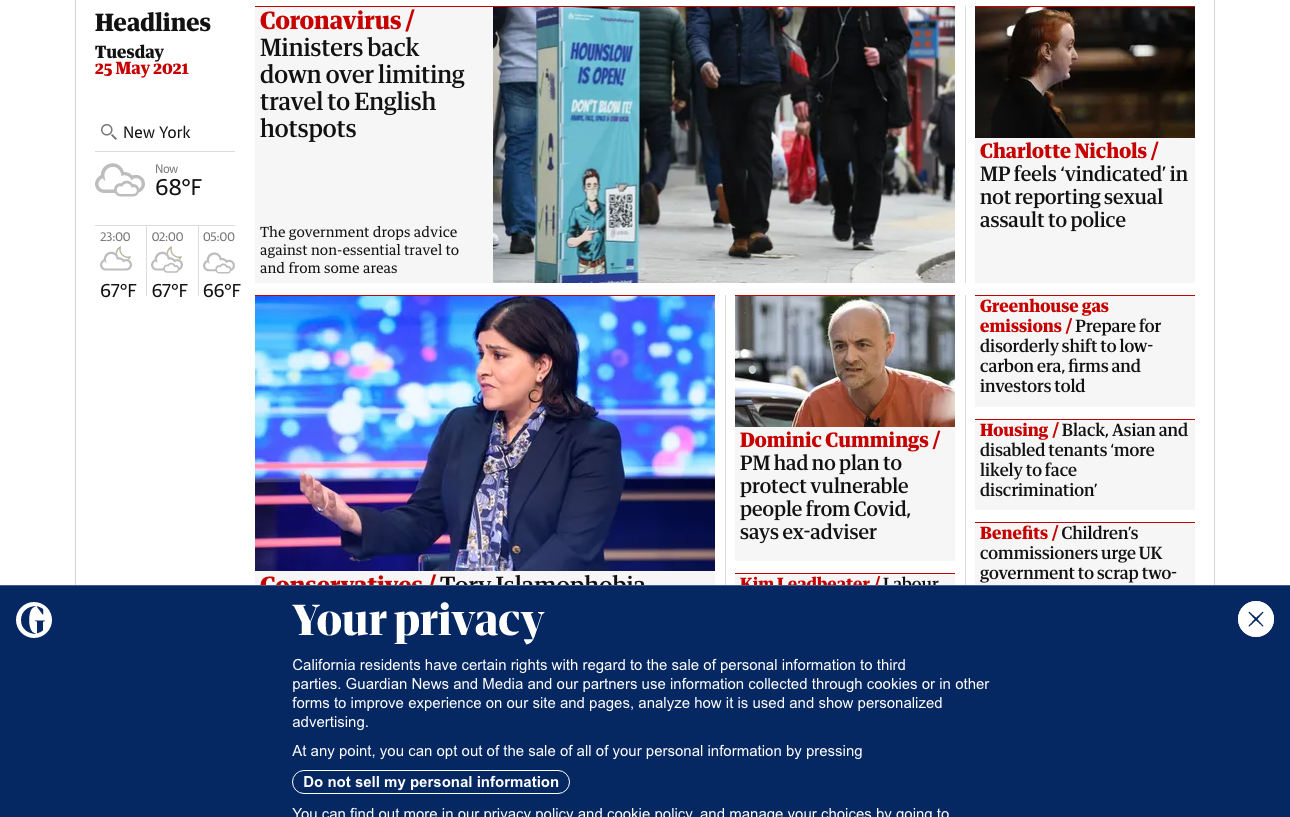 Headlines
Tuesday
25 May 2021
New York
Now
68°F
23:00
02:00
05:00
67°F
67°F
66°F
Coronavirus /
Ministers back
down over limiting
travel to English
hotspots
The government drops advice
against non-essential travel to
and from some areas
HOUNSLOW
IS OPEN!
DON'T BLOW IT!
Charlotte Nichols /
MP feels ‘vindicated’ in
not reporting sexual
assault to police
Conservatives / Tory Islamophobia
Dominic Cummings /
PM had no plan to
protect vulnerable
people from Covid,
says ex-adviser
Kim Leadbeater / Labour
Greenhouse gas
emissions / Prepare for
disorderly shift to low-
carbon era, firms and
investors told
Housing / Black, Asian and
disabled tenants ‘more
likely to face
discrimination’
Benefits / Children’s
commissioners urge UK
government to scrap two-
G
Your privacy
California residents have certain rights with regard to the sale of personal information to third
parties. Guardian News and Media and our partners use information collected through cookies or in other
forms to improve experience on our site and pages, analyze how it is used and show personalized
advertising.
At any point, you can opt out of the sale of all of your personal information by pressing
Do not sell my personal information
You can find out more in our privacy policy and cookie policy, and manage your choices by going to